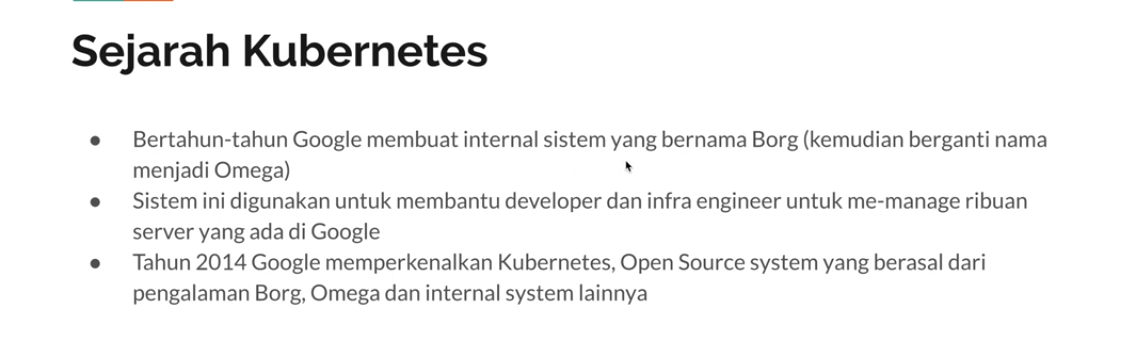 Sejarah Kubernetes
● Bertahun-tahun Google membuat internal sistem yang bernama Borg (kemudian berganti nama
menjadi Omega)
● Sistem ini digunakan untuk membantu developer dan infra engineer untuk me-manage ribuan
server yang ada di Google
● Tahun 2014 Google memperkenalkan Kubernetes, Open Source system yang berasal dari
pengalaman Borg, Omega dan internal system lainnya